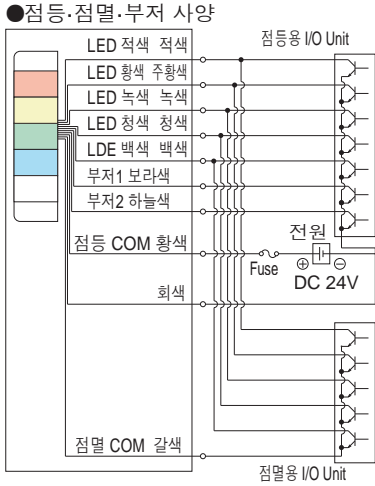 ●점등·점멸·부저 사양
LED 적색 적색
점등용 I/O Unit
LED 황색 주황색
LED 녹색 녹색
LED 청색 청색
LDE 백색 백색
부저1 보라색
부저2 하늘색
점등 COM 황색
전원
Fuse
⊕ ⊖
DC 24V
회색
점멸 COM 갈색
점멸용 I/O Unit